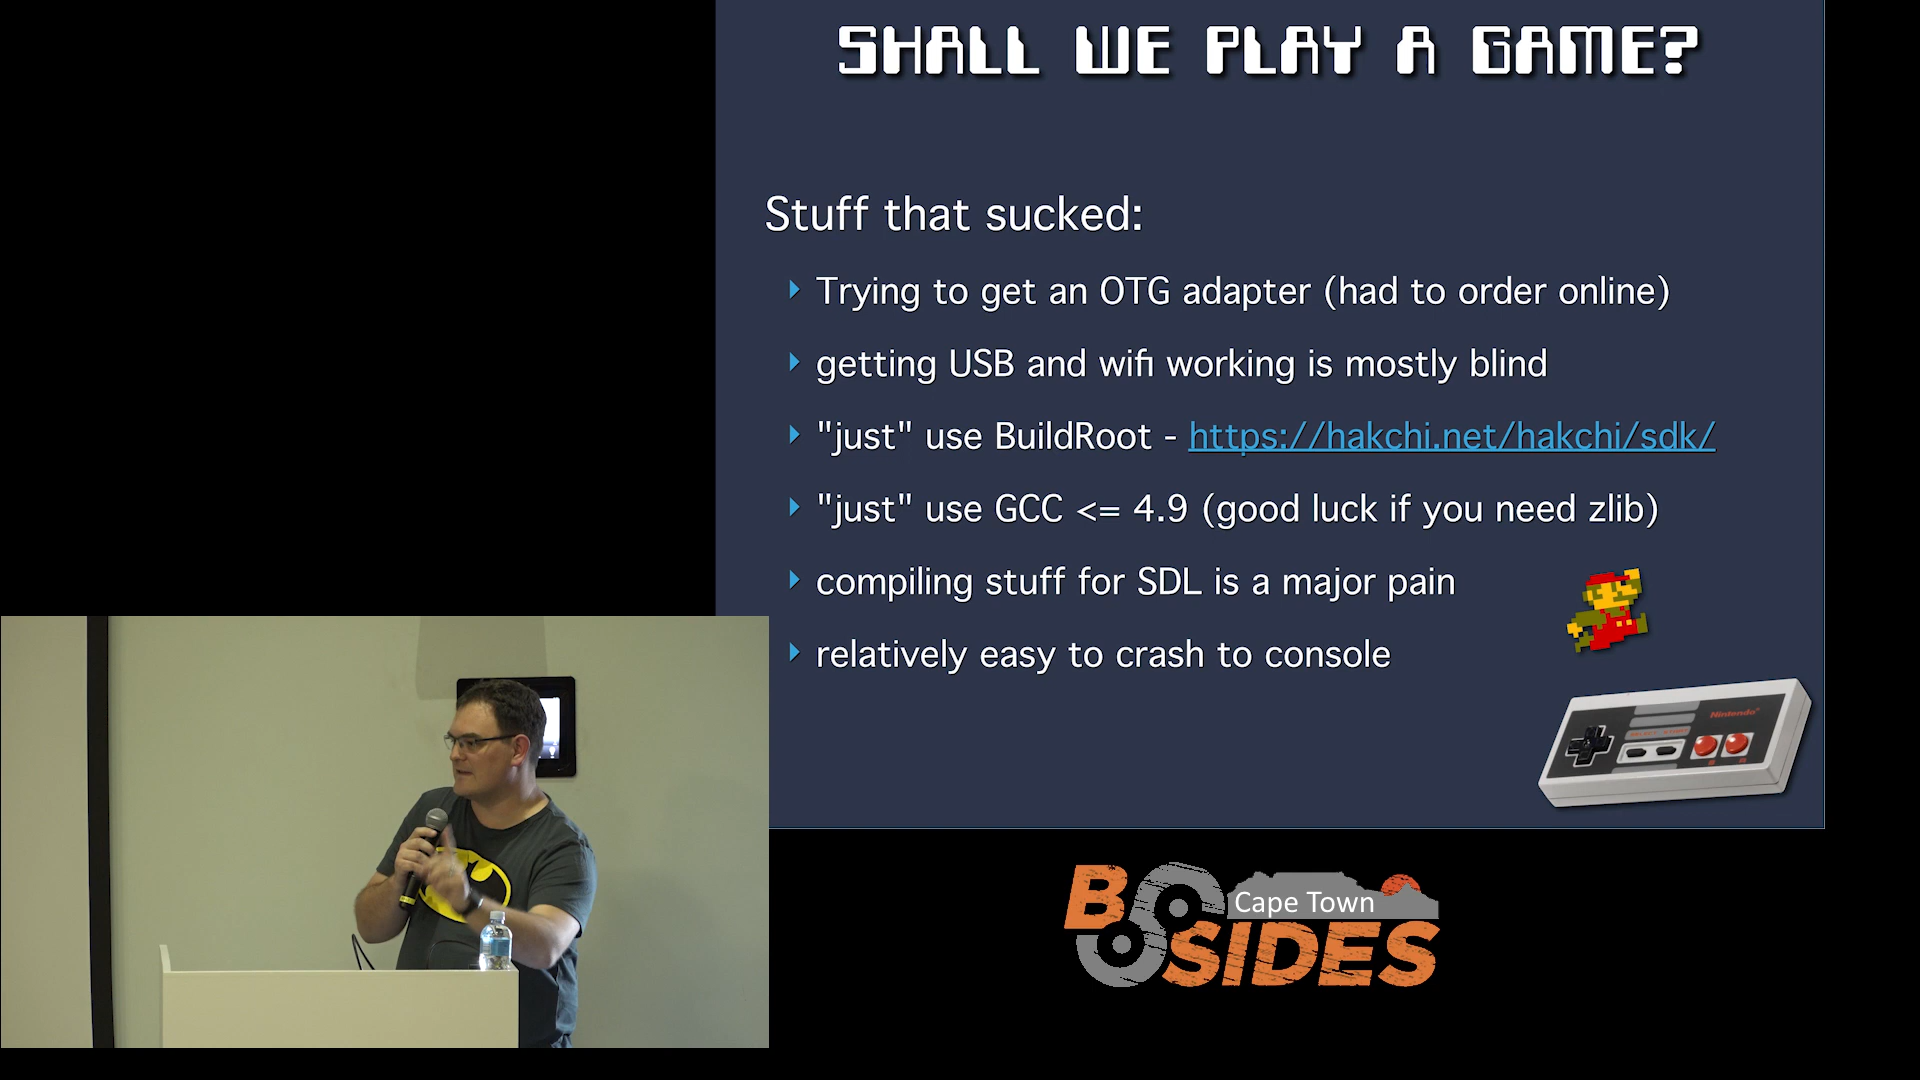 SHALL WE PLAY A GAME?
Stuff that sucked:
Trying to get an OTG adapter (had to order online)
getting USB and wifi working is mostly blind
"just" use BuildRoot - https://hakchi.net/hakchi/sdk/
"just" use GCC <= 4.9 (good luck if you need zlib)
compiling stuff for SDL is a major pain
relatively easy to crash to console
Nintendo
SELECT START
B A
Cape Town
BSIDES